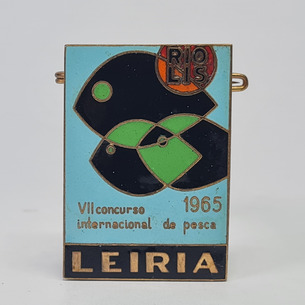 RIO
LIS
VII concurso 1965
internacional de pesca
LEIRIA